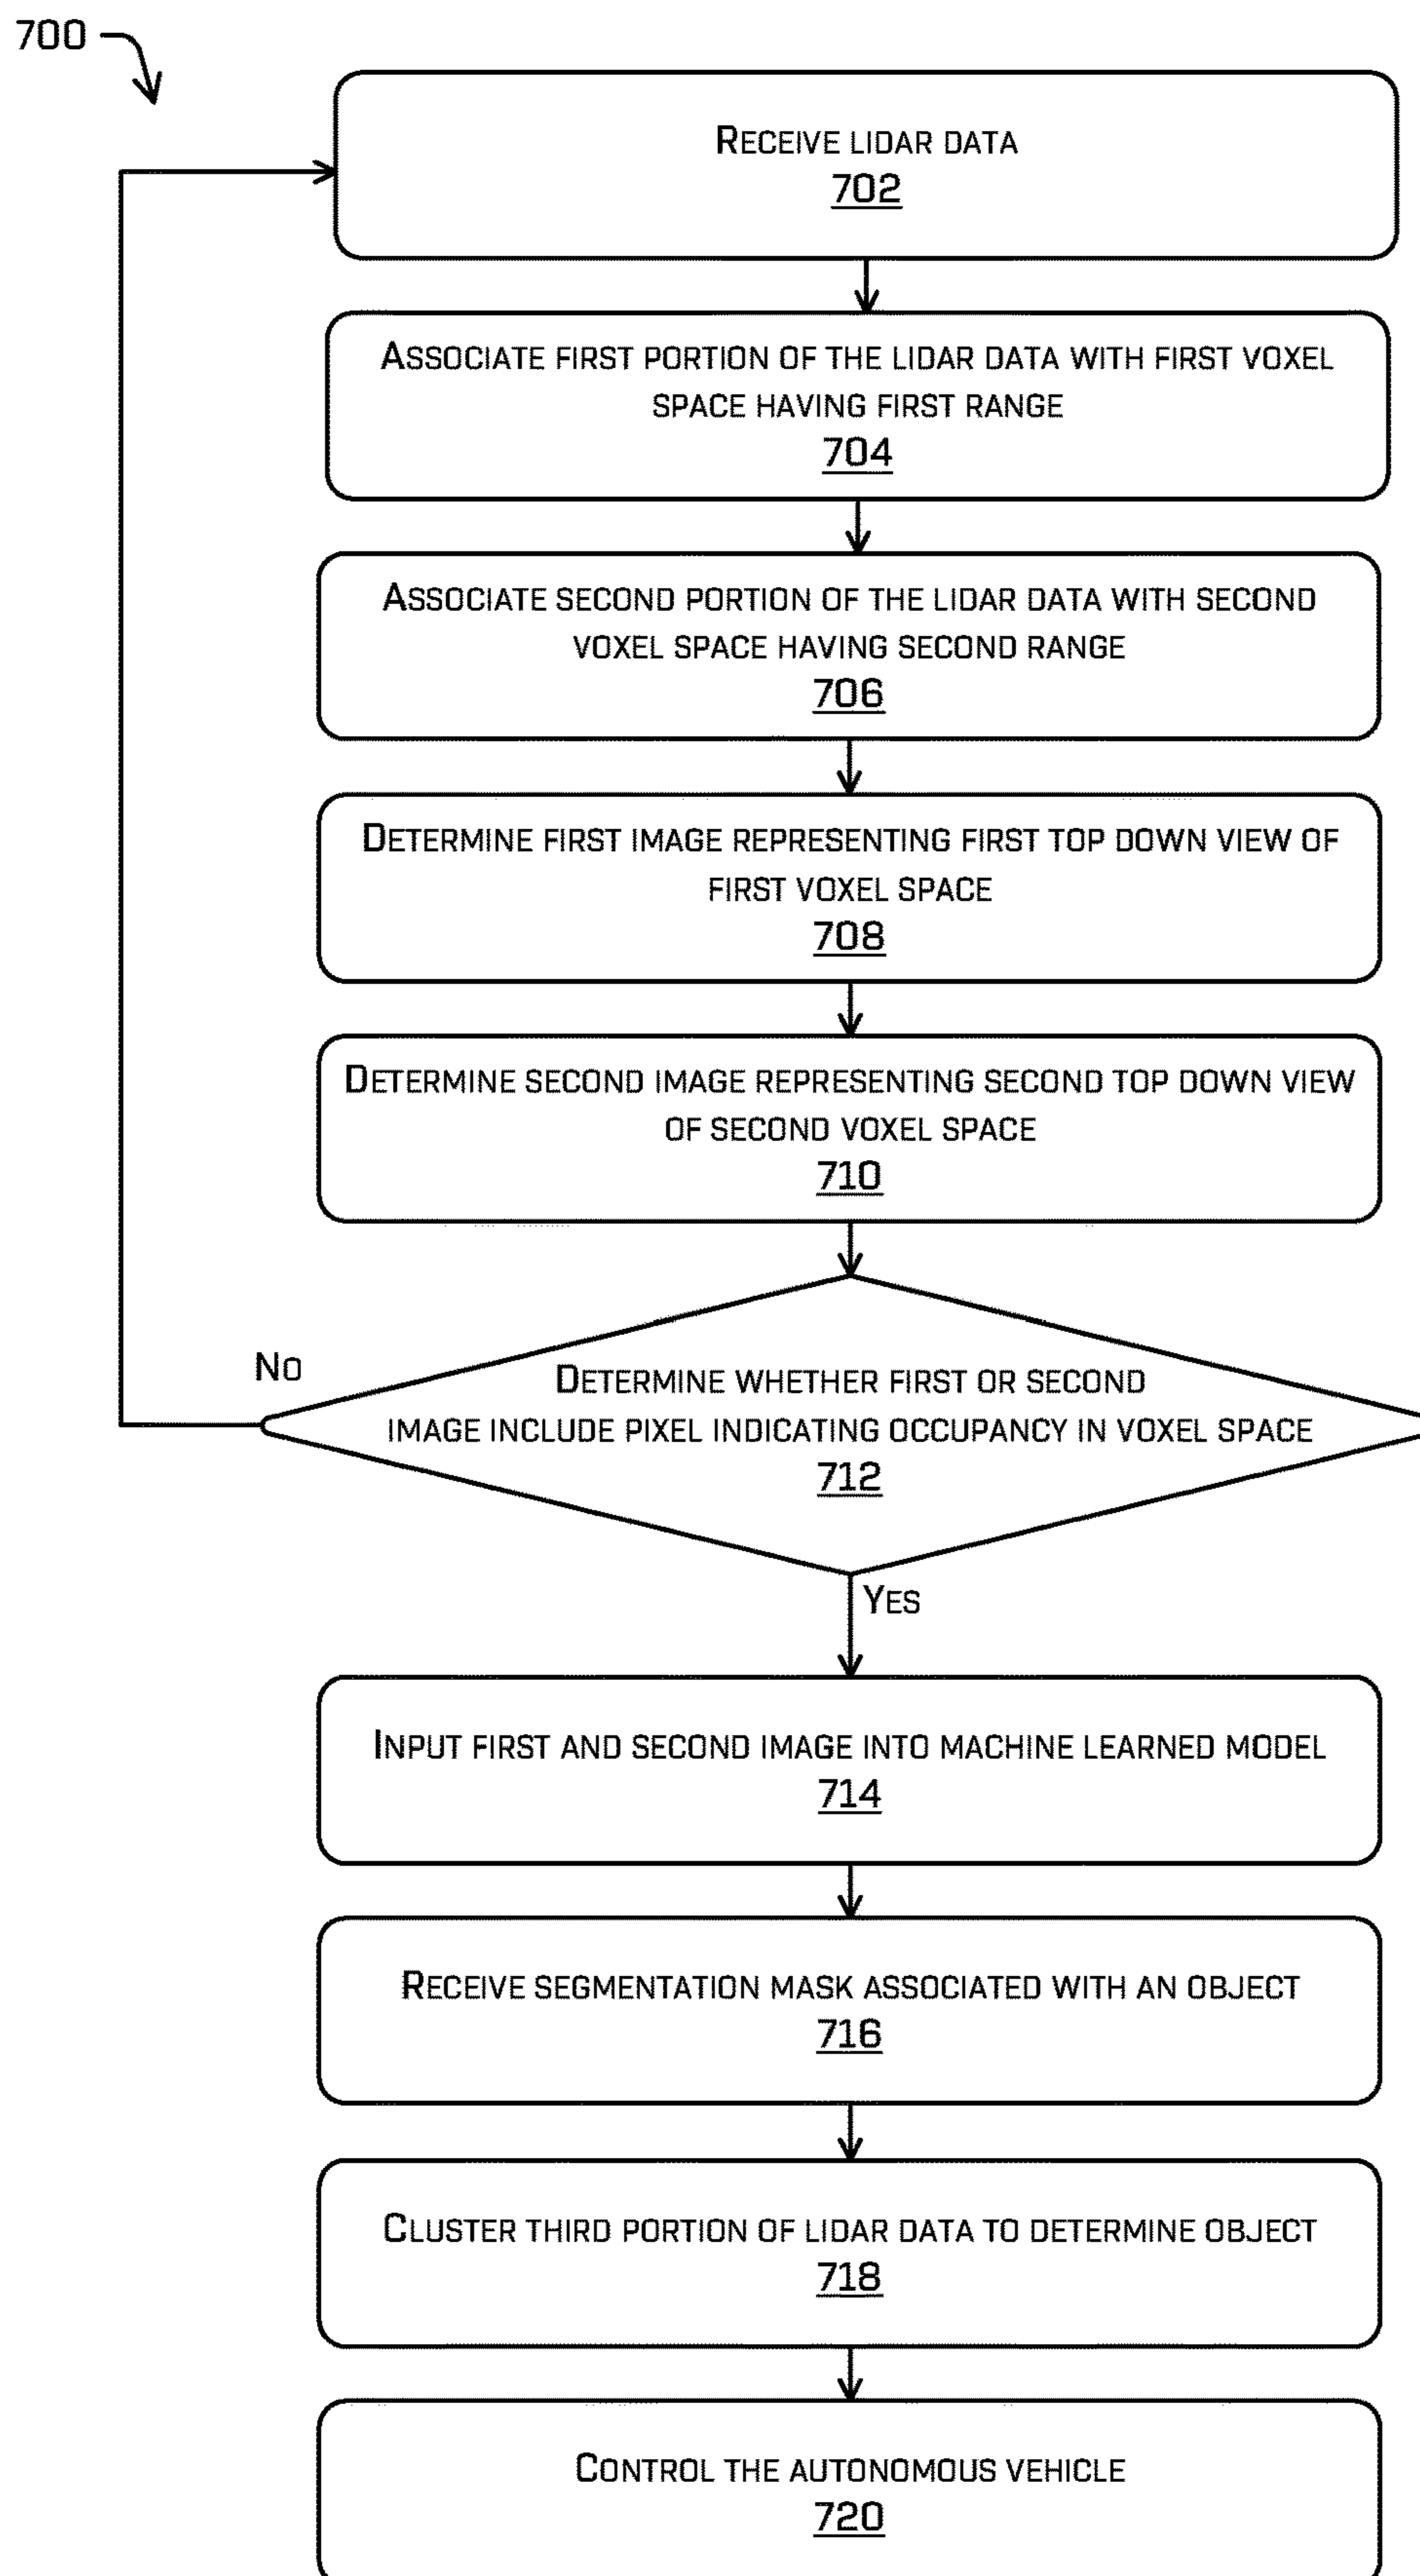 700
RECEIVE LIDAR DATA
702
ASSOCIATE FIRST PORTION OF THE LIDAR DATA WITH FIRST VOXEL
SPACE HAVING FIRST RANGE
704
ASSOCIATE SECOND PORTION OF THE LIDAR DATA WITH SECOND
VOXEL SPACE HAVING SECOND RANGE
706
DETERMINE FIRST IMAGE REPRESENTING FIRST TOP DOWN VIEW OF
FIRST VOXEL SPACE
708
DETERMINE SECOND IMAGE REPRESENTING SECOND TOP DOWN VIEW
OF SECOND VOXEL SPACE
710
NO
DETERMINE WHETHER FIRST OR SECOND
IMAGE INCLUDE PIXEL INDICATING OCCUPANCY IN VOXEL SPACE
712
YES
INPUT FIRST AND SECOND IMAGE INTO MACHINE LEARNED MODEL
714
RECEIVE SEGMENTATION MASK ASSOCIATED WITH AN OBJECT
716
CLUSTER THIRD PORTION OF LIDAR DATA TO DETERMINE OBJECT
718
CONTROL THE AUTONOMOUS VEHICLE
720